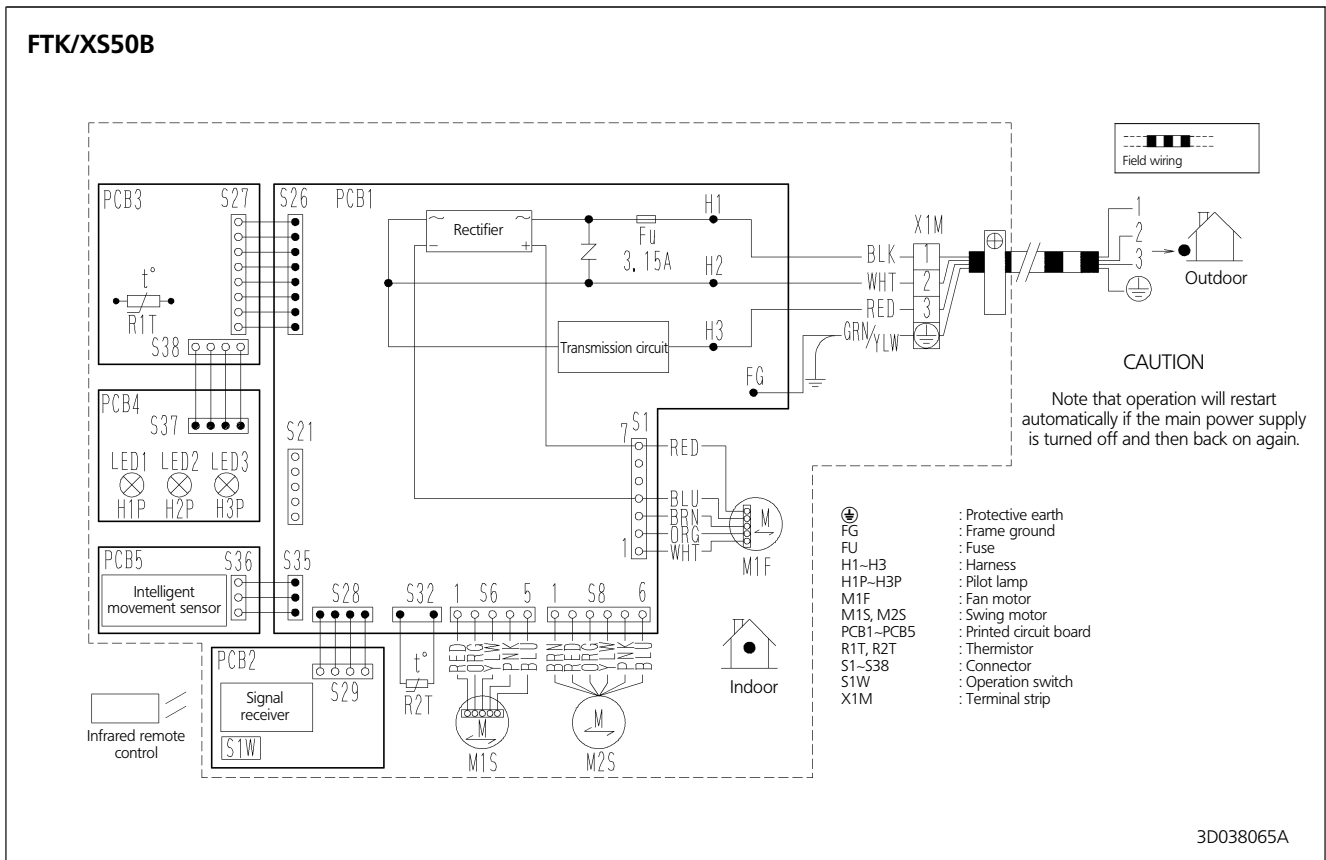 FTK/XS50B
Field wiring
PCB3
S27
S26
PCB1
t°
R1T
S38
Rectifier
~
~
−
+
Fu
3.15A
H1
H2
H3
Transmission circuit
FG
X1M
BLK
1
WHT
2
RED
3
GRN/YLW
1
2
3
Outdoor
CAUTION
Note that operation will restart
automatically if the main power supply
is turned off and then back on again.
PCB4
S37
LED1 LED2 LED3
H1P H2P H3P
S21
S1
7
RED
BLU
BRN
ORG
WHT
1
M
M1F
PCB5
S36
S35
Intelligent
movement sensor
S28
S32
1 S6 5
1 S8 6
RED
ORG
YLW
PNK
BLU
BRN
RED
ORG
YLW
PNK
BLU
PCB2
S29
Signal
receiver
S1W
t°
R2T
M
M1S
M
M2S
Indoor
Infrared remote
control
: Protective earth
FG : Frame ground
FU : Fuse
H1~H3 : Harness
H1P~H3P : Pilot lamp
M1F : Fan motor
M1S, M2S : Swing motor
PCB1~PCB5 : Printed circuit board
R1T, R2T : Thermistor
S1~S38 : Connector
S1W : Operation switch
X1M : Terminal strip
3D038065A